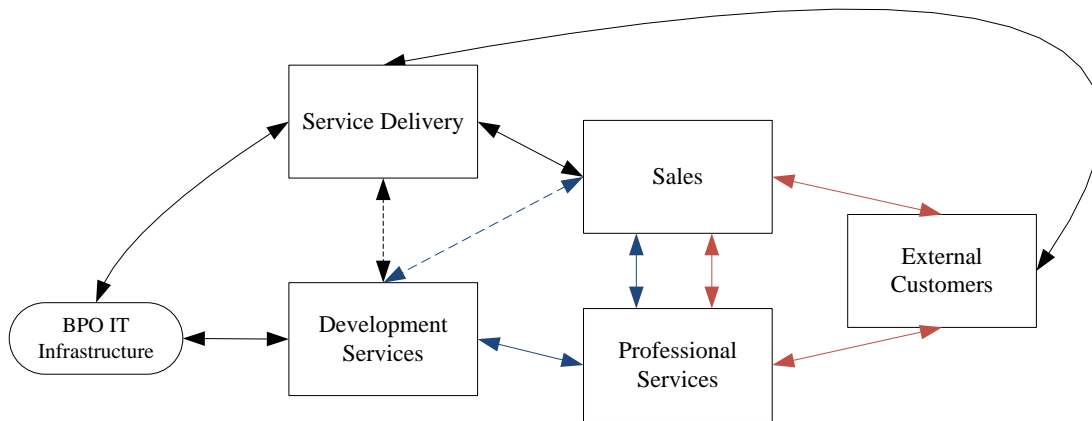 Service Delivery
Sales
External
Customers
BPO IT
Infrastructure
Development
Services
Professional
Services